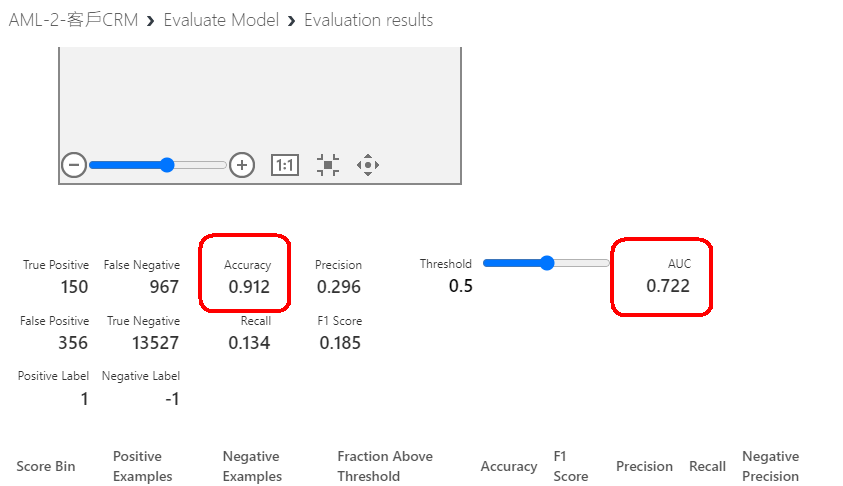 AML-2-客戶CRM › Evaluate Model › Evaluation results
1:1
True Positive False Negative Accuracy Precision Threshold AUC
150 967 0.912 0.296 0.5 0.722
False Positive True Negative Recall F1 Score
356 13527 0.134 0.185
Positive Label Negative Label
1 -1
Score Bin Positive Examples Negative Examples Fraction Above Threshold Accuracy F1 Score Precision Recall Negative Precision